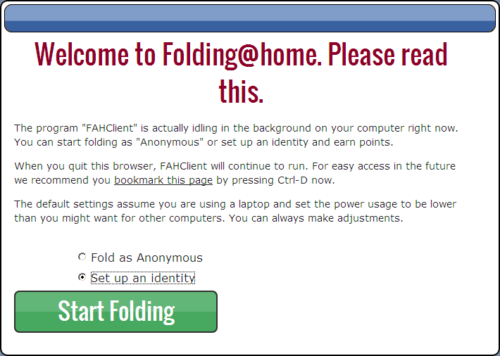 Welcome to Folding@home. Please read
this.
The program "FAHClient" is actually idling in the background on your computer right now.
You can start folding as "Anonymous" or set up an identity and earn points.
When you quit this browser, FAHClient will continue to run. For easy access in the future
we recommend you bookmark this page by pressing Ctrl-D now.
The default settings assume you are using a laptop and set the power usage to be lower
than you might want for other computers. You can always make adjustments.
Fold as Anonymous
Set up an identity
Start Folding